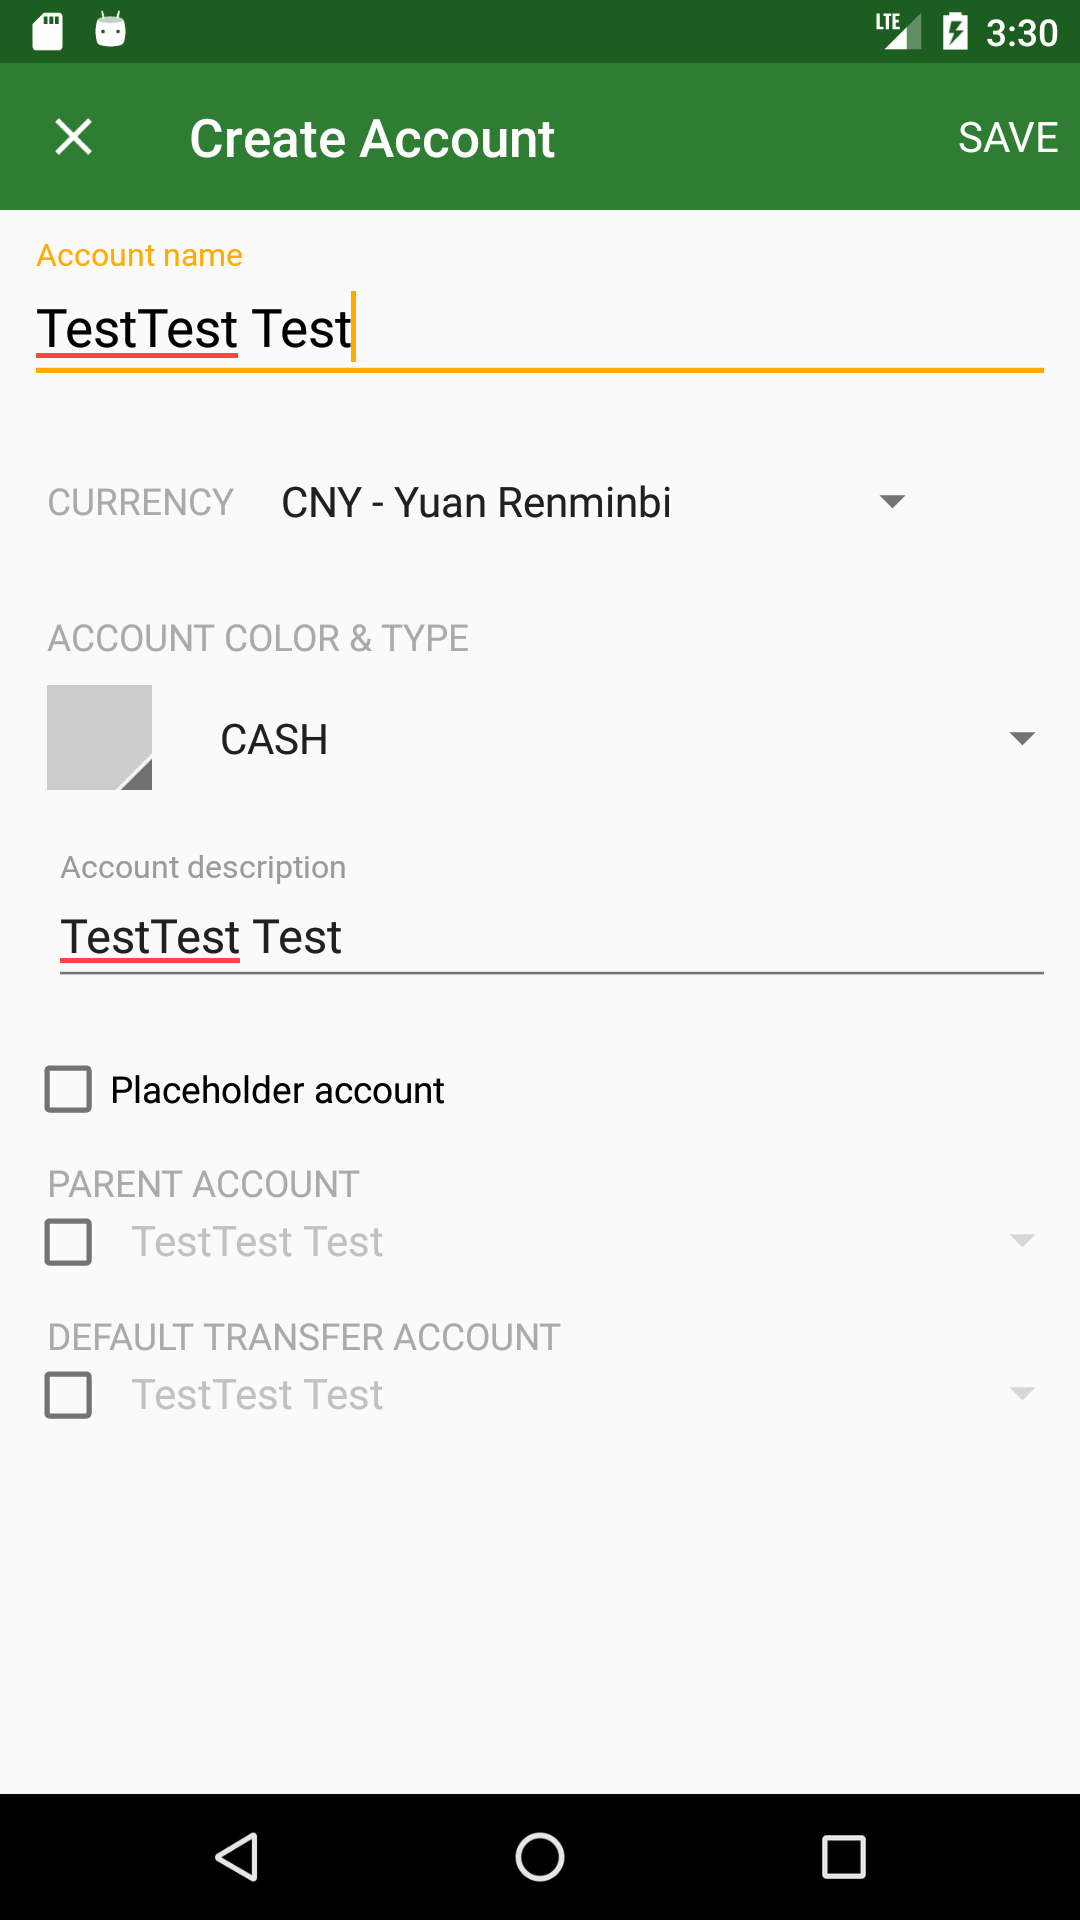 LTE 3:30
Create Account SAVE
Account name
TestTest Test
CURRENCY CNY - Yuan Renminbi
ACCOUNT COLOR & TYPE
CASH
Account description
TestTest Test
Placeholder account
PARENT ACCOUNT
TestTest Test
DEFAULT TRANSFER ACCOUNT
TestTest Test